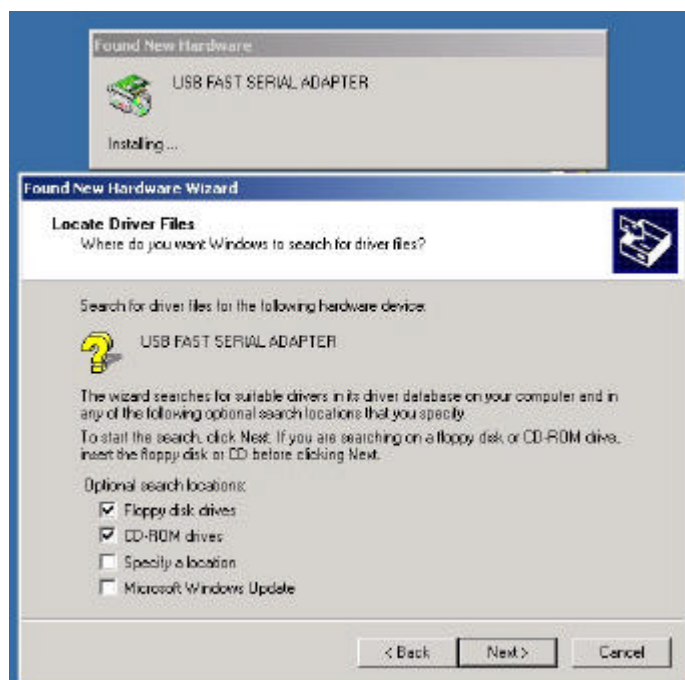 Found New Hardware
USB FAST SERIAL ADAPTER
Installing ...
Found New Hardware Wizard
Locate Driver Files
Where do you want Windows to search for driver files?
Search for driver files for the following hardware device:
USB FAST SERIAL ADAPTER
The wizard searches for suitable drivers in its driver database on your computer and in
any of the following optional search locations that you specify.
To start the search, click Next. If you are searching on a floppy disk or CD-ROM drive,
insert the floppy disk or CD before clicking Next.
Optional search locations:
Floppy disk drives
CD-ROM drives
Specify a location
Microsoft Windows Update
< Back Next > Cancel